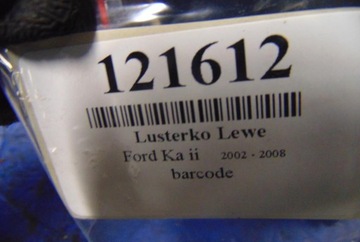 121612
Lusterko Lewe
Ford Ka ii 2002 - 2008
barcode